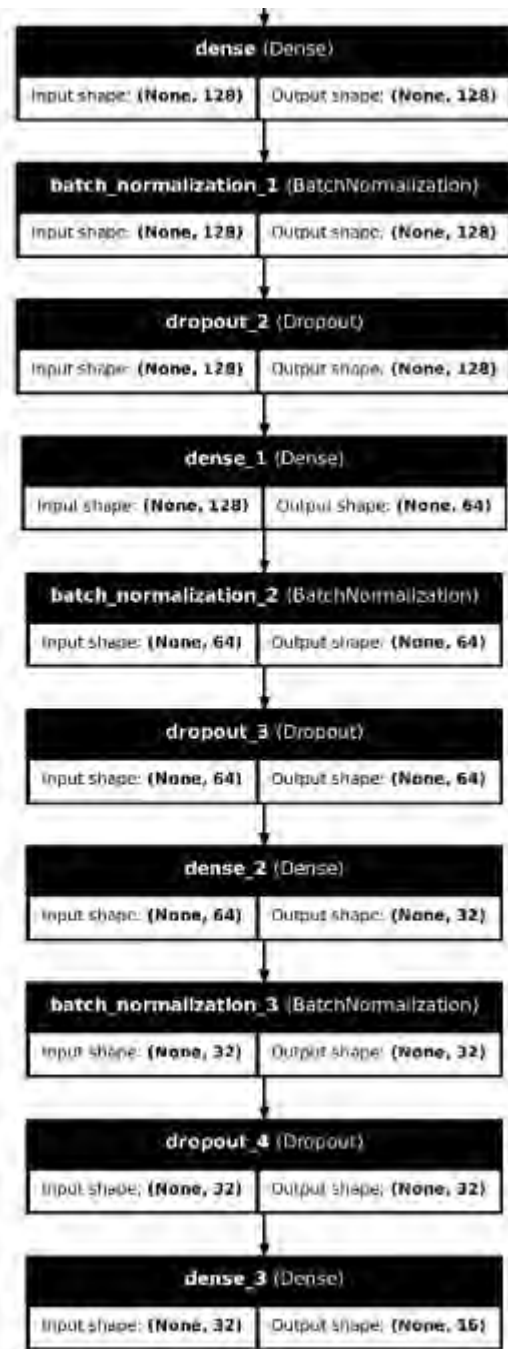 dense (Dense)
Input shape: (None, 128) Output shape: (None, 128)
batch_normalization_1 (BatchNormalization)
Input shape: (None, 128) Output shape: (None, 128)
dropout_2 (Dropout)
Input shape: (None, 128) Output shape: (None, 128)
dense_1 (Dense)
Input shape: (None, 128) Output shape: (None, 64)
batch_normalization_2 (BatchNormalization)
Input shape: (None, 64) Output shape: (None, 64)
dropout_3 (Dropout)
Input shape: (None, 64) Output shape: (None, 64)
dense_2 (Dense)
Input shape: (None, 64) Output shape: (None, 32)
batch_normalization_3 (BatchNormalization)
Input shape: (None, 32) Output shape: (None, 32)
dropout_4 (Dropout)
Input shape: (None, 32) Output shape: (None, 32)
dense_3 (Dense)
Input shape: (None, 32) Output shape: (None, 16)